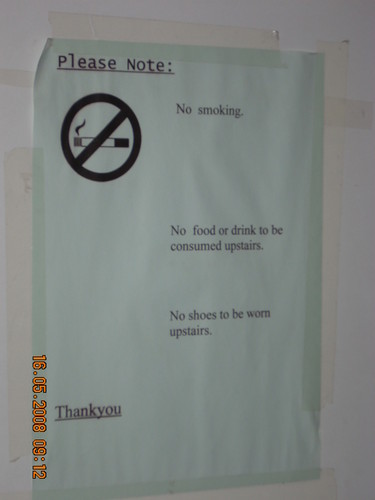 Please Note:
No smoking.
No food or drink to be
consumed upstairs.
No shoes to be worn
upstairs.
Thankyou
16.05.2008 09:12